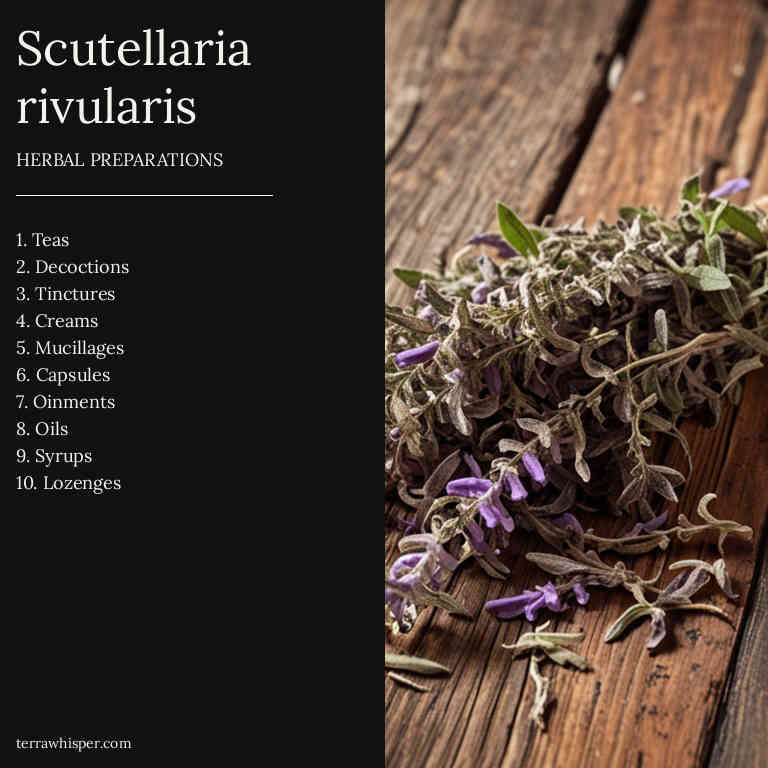 Scutellaria
rivularis
HERBAL PREPARATIONS
1. Teas
2. Decoctions
3. Tinctures
4. Creams
5. Mucillages
6. Capsules
7. Oinments
8. Oils
9. Syrups
10. Lozenges
terrawhisper.com